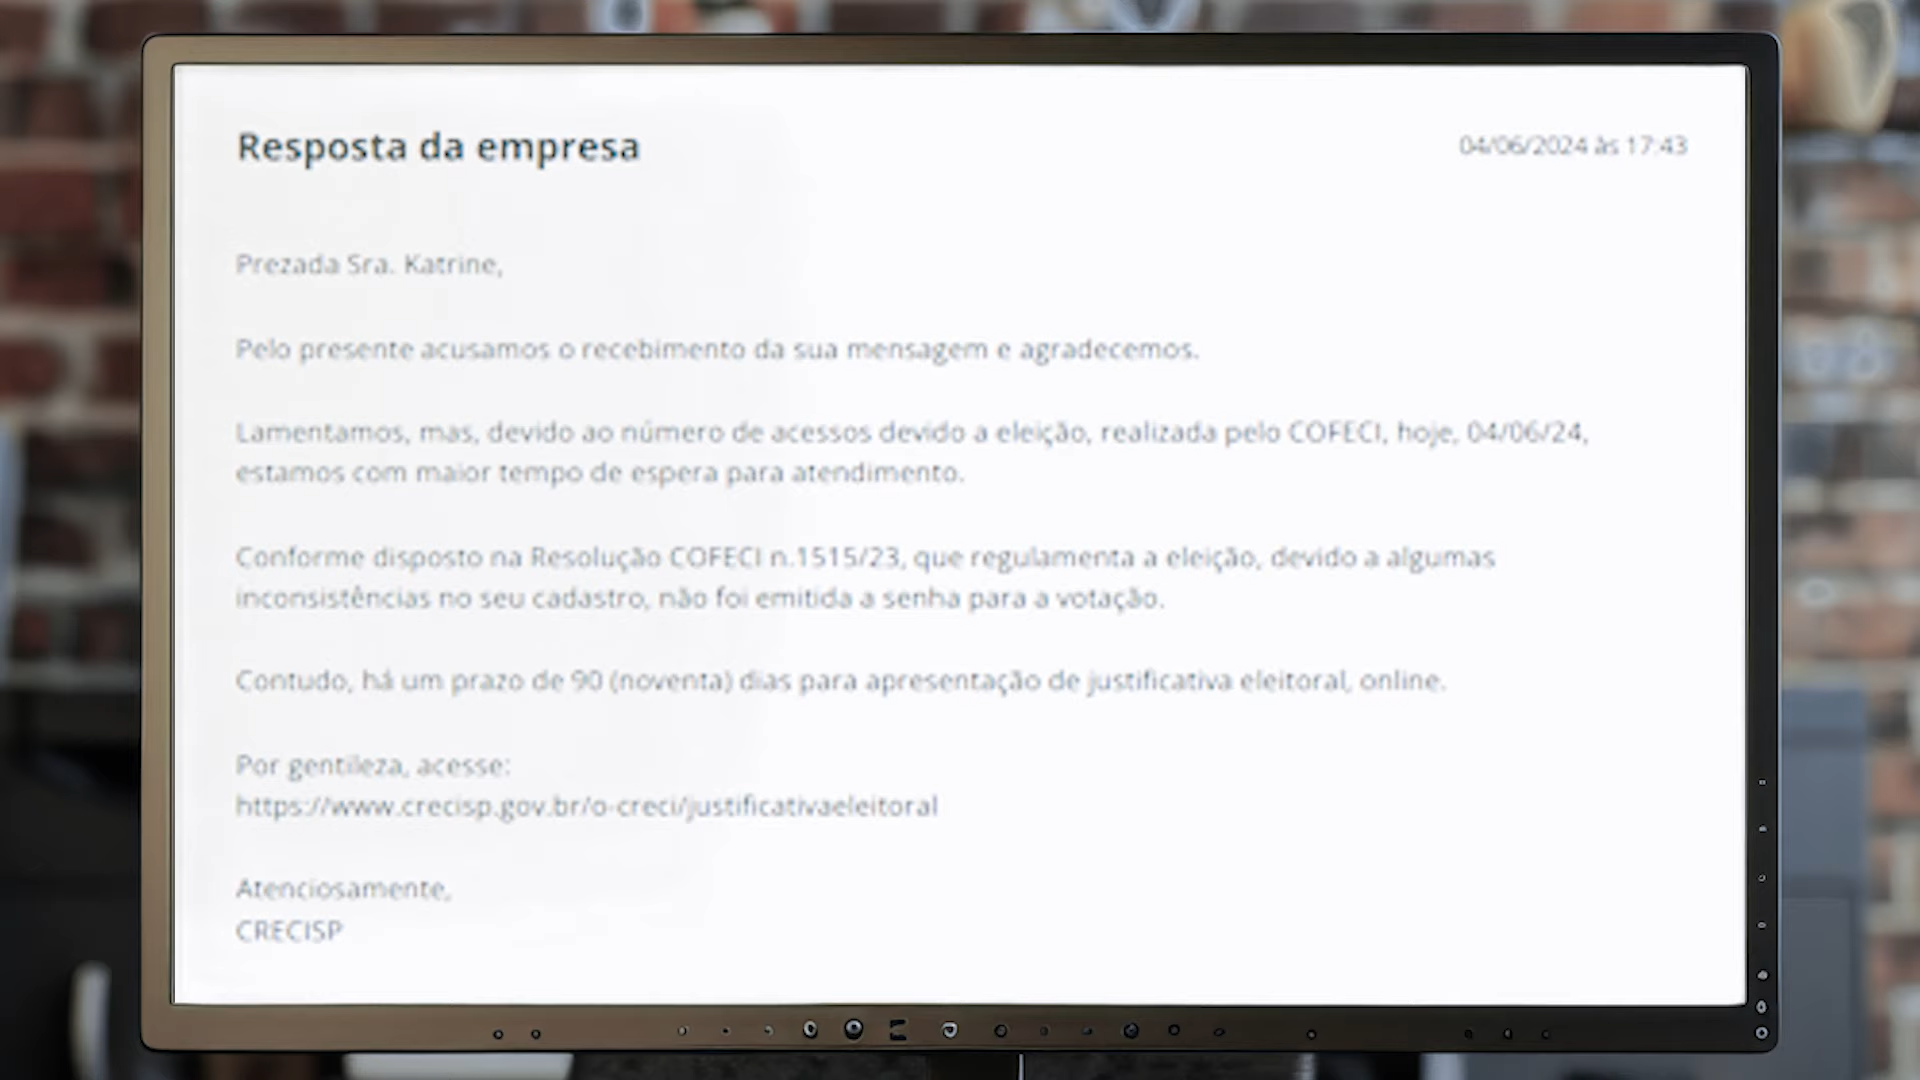 Resposta da empresa
04/06/2024 às 17:43
Prezada Sra. Katrine,
Pelo presente acusamos o recebimento da sua mensagem e agradecemos.
Lamentamos, mas, devido ao número de acessos devido a eleição, realizada pelo COFECI, hoje, 04/06/24,
estamos com maior tempo de espera para atendimento.
Conforme disposto na Resolução COFECI n.1515/23, que regulamenta a eleição, devido a algumas
inconsistências no seu cadastro, não foi emitida a senha para a votação.
Contudo, há um prazo de 90 (noventa) dias para apresentação de justificativa eleitoral, online.
Por gentileza, acesse:
https://www.crecisp.gov.br/o-creci/justificativaeleitoral
Atenciosamente,
CRECISP